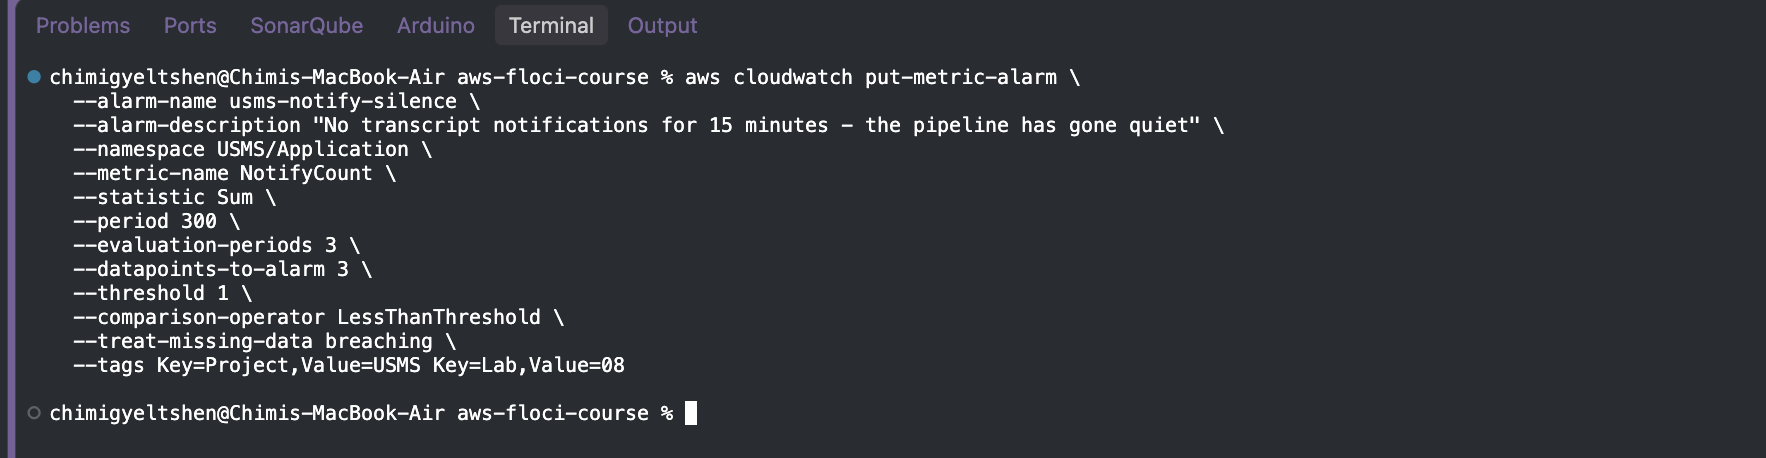 Problems Ports SonarQube Arduino Terminal Output
chimigyeltshen@Chimis-MacBook-Air aws-floci-course % aws cloudwatch put-metric-alarm \
--alarm-name usms-notify-silence \
--alarm-description "No transcript notifications for 15 minutes - the pipeline has gone quiet" \
--namespace USMS/Application \
--metric-name NotifyCount \
--statistic Sum \
--period 300 \
--evaluation-periods 3 \
--datapoints-to-alarm 3 \
--threshold 1 \
--comparison-operator LessThanThreshold \
--treat-missing-data breaching \
--tags Key=Project,Value=USMS Key=Lab,Value=08
chimigyeltshen@Chimis-MacBook-Air aws-floci-course %